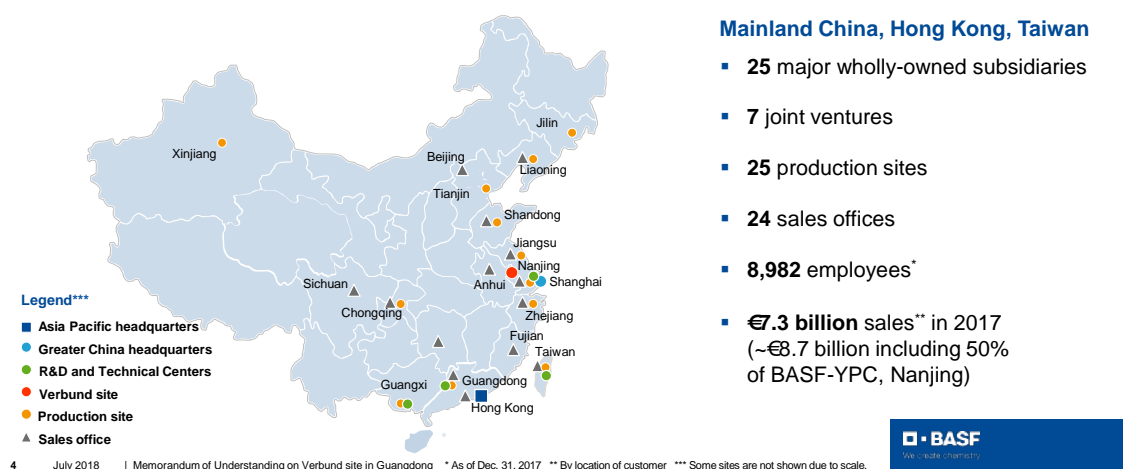 Mainland China, Hong Kong, Taiwan
▪ 25 major wholly-owned subsidiaries
▪ 7 joint ventures
▪ 25 production sites
▪ 24 sales offices
▪ 8,982 employees*
▪ €7.3 billion sales** in 2017
(~€8.7 billion including 50%
of BASF-YPC, Nanjing)
Jilin
Xinjiang
Beijing
Liaoning
Tianjin
Shandong
Jiangsu
Nanjing
Anhui
Shanghai
Sichuan
Chongqing
Zhejiang
Fujian
Taiwan
Guangxi
Guangdong
Hong Kong
Legend***
Asia Pacific headquarters
Greater China headquarters
R&D and Technical Centers
Verbund site
Production site
Sales office
BASF
We create chemistry
4 July 2018 | Memorandum of Understanding on Verbund site in Guangdong * As of Dec. 31, 2017 ** By location of customer *** Some sites are not shown due to scale.